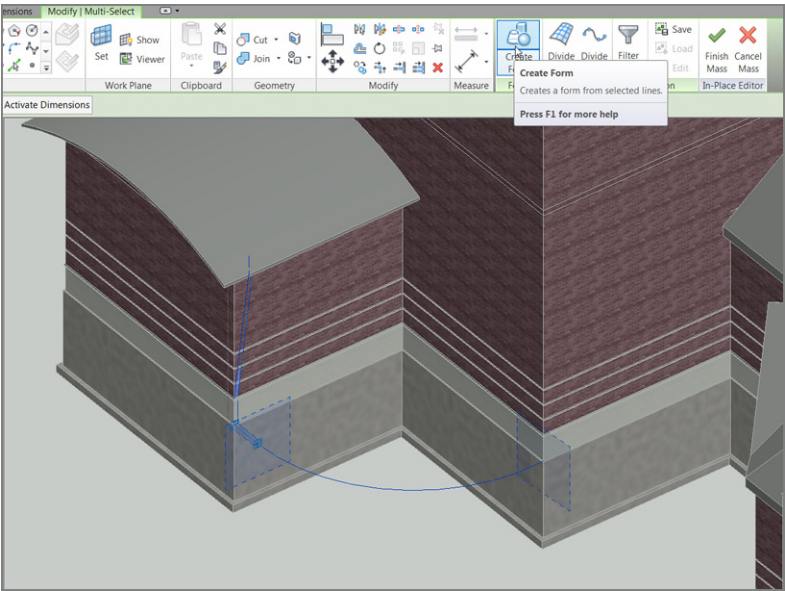 ensions Modify | Multi-Select
Set
Show
Viewer
Work Plane
Paste
Clipboard
Cut
Join
Geometry
Modify
Measure
Create
Divide Divide Filter
Save
Load
Edit
Finish Cancel
Mass Mass
In-Place Editor
Create Form
Creates a form from selected lines.
Press F1 for more help
Activate Dimensions